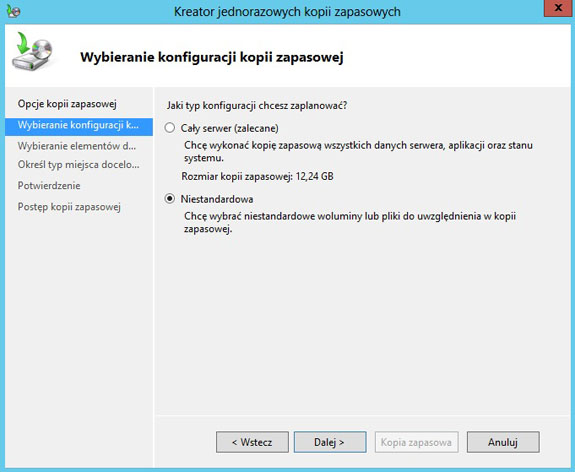 Kreator jednorazowych kopii zapasowych
x
Wybieranie konfiguracji kopii zapasowej
Opcje kopii zapasowej
Wybieranie konfiguracji k...
Wybieranie elementów d...
Określ typ miejsca docelo...
Potwierdzenie
Postęp kopii zapasowej
Jaki typ konfiguracji chcesz zaplanować?
Cały serwer (zalecane)
Chcę wykonać kopię zapasową wszystkich danych serwera, aplikacji oraz stanu
systemu.
Rozmiar kopii zapasowej: 12,24 GB
Niestandardowa
Chcę wybrać niestandardowe woluminy lub pliki do uwzględnienia w kopii
zapasowej.
< Wstecz
Dalej >
Kopia zapasowa
Anuluj